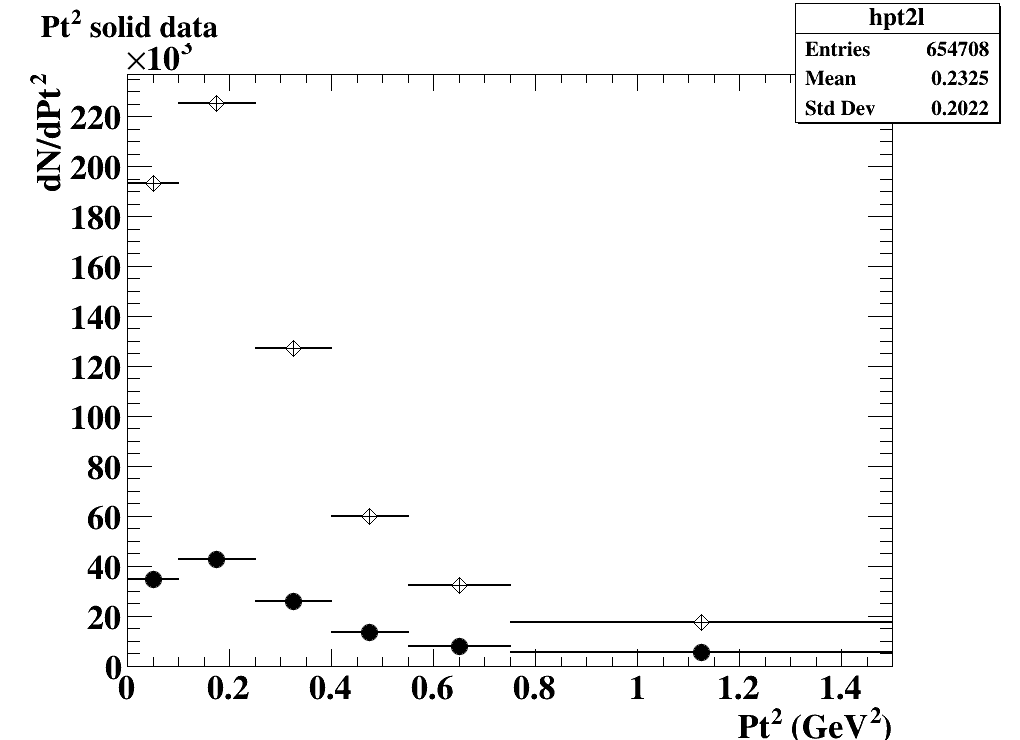 Pt² solid data
×10³
hpt2l
Entries 654708
Mean 0.2325
Std Dev 0.2022
dN/dPt²
220
200
180
160
140
120
100
80
60
40
20
0
0 0.2 0.4 0.6 0.8 1 1.2 1.4
Pt² (GeV²)